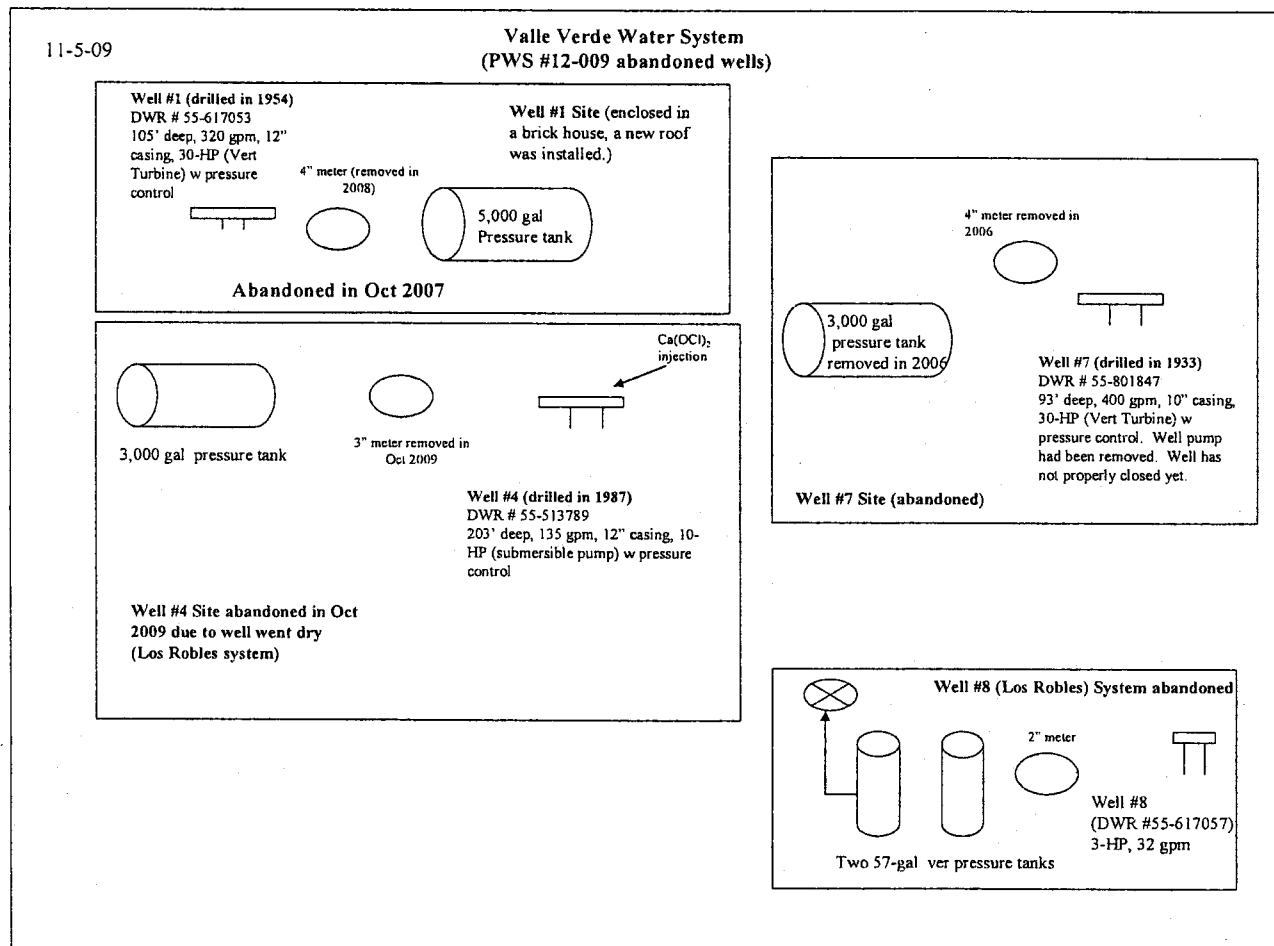 11-5-09
Valle Verde Water System
(PWS #12-009 abandoned wells)
Well #1 (drilled in 1954)
DWR # 55-617053
105' deep, 320 gpm, 12"
casing, 30-HP (Vert
Turbine) w pressure
control
4" meter (removed in
2008)
Well #1 Site (enclosed in
a brick house, a new roof
was installed.)
5,000 gal
Pressure tank
Abandoned in Oct 2007
4" meter removed in
2006
3,000 gal
pressure tank
removed in 2006
Well #7 (drilled in 1933)
DWR # 55-801847
93' deep, 400 gpm, 10" casing,
30-HP (Vert Turbine) w
pressure control. Well pump
had been removed. Well has
not properly closed yet.
Well #7 Site (abandoned)
Ca(OCl)₂
injection
3,000 gal pressure tank
3" meter removed in
Oct 2009
Well #4 (drilled in 1987)
DWR # 55-513789
203' deep, 135 gpm, 12" casing, 10-
HP (submersible pump) w pressure
control
Well #4 Site abandoned in Oct
2009 due to well went dry
(Los Robles system)
Well #8 (Los Robles) System abandoned
2" meter
Well #8
(DWR #55-617057)
3-HP, 32 gpm
Two 57-gal ver pressure tanks